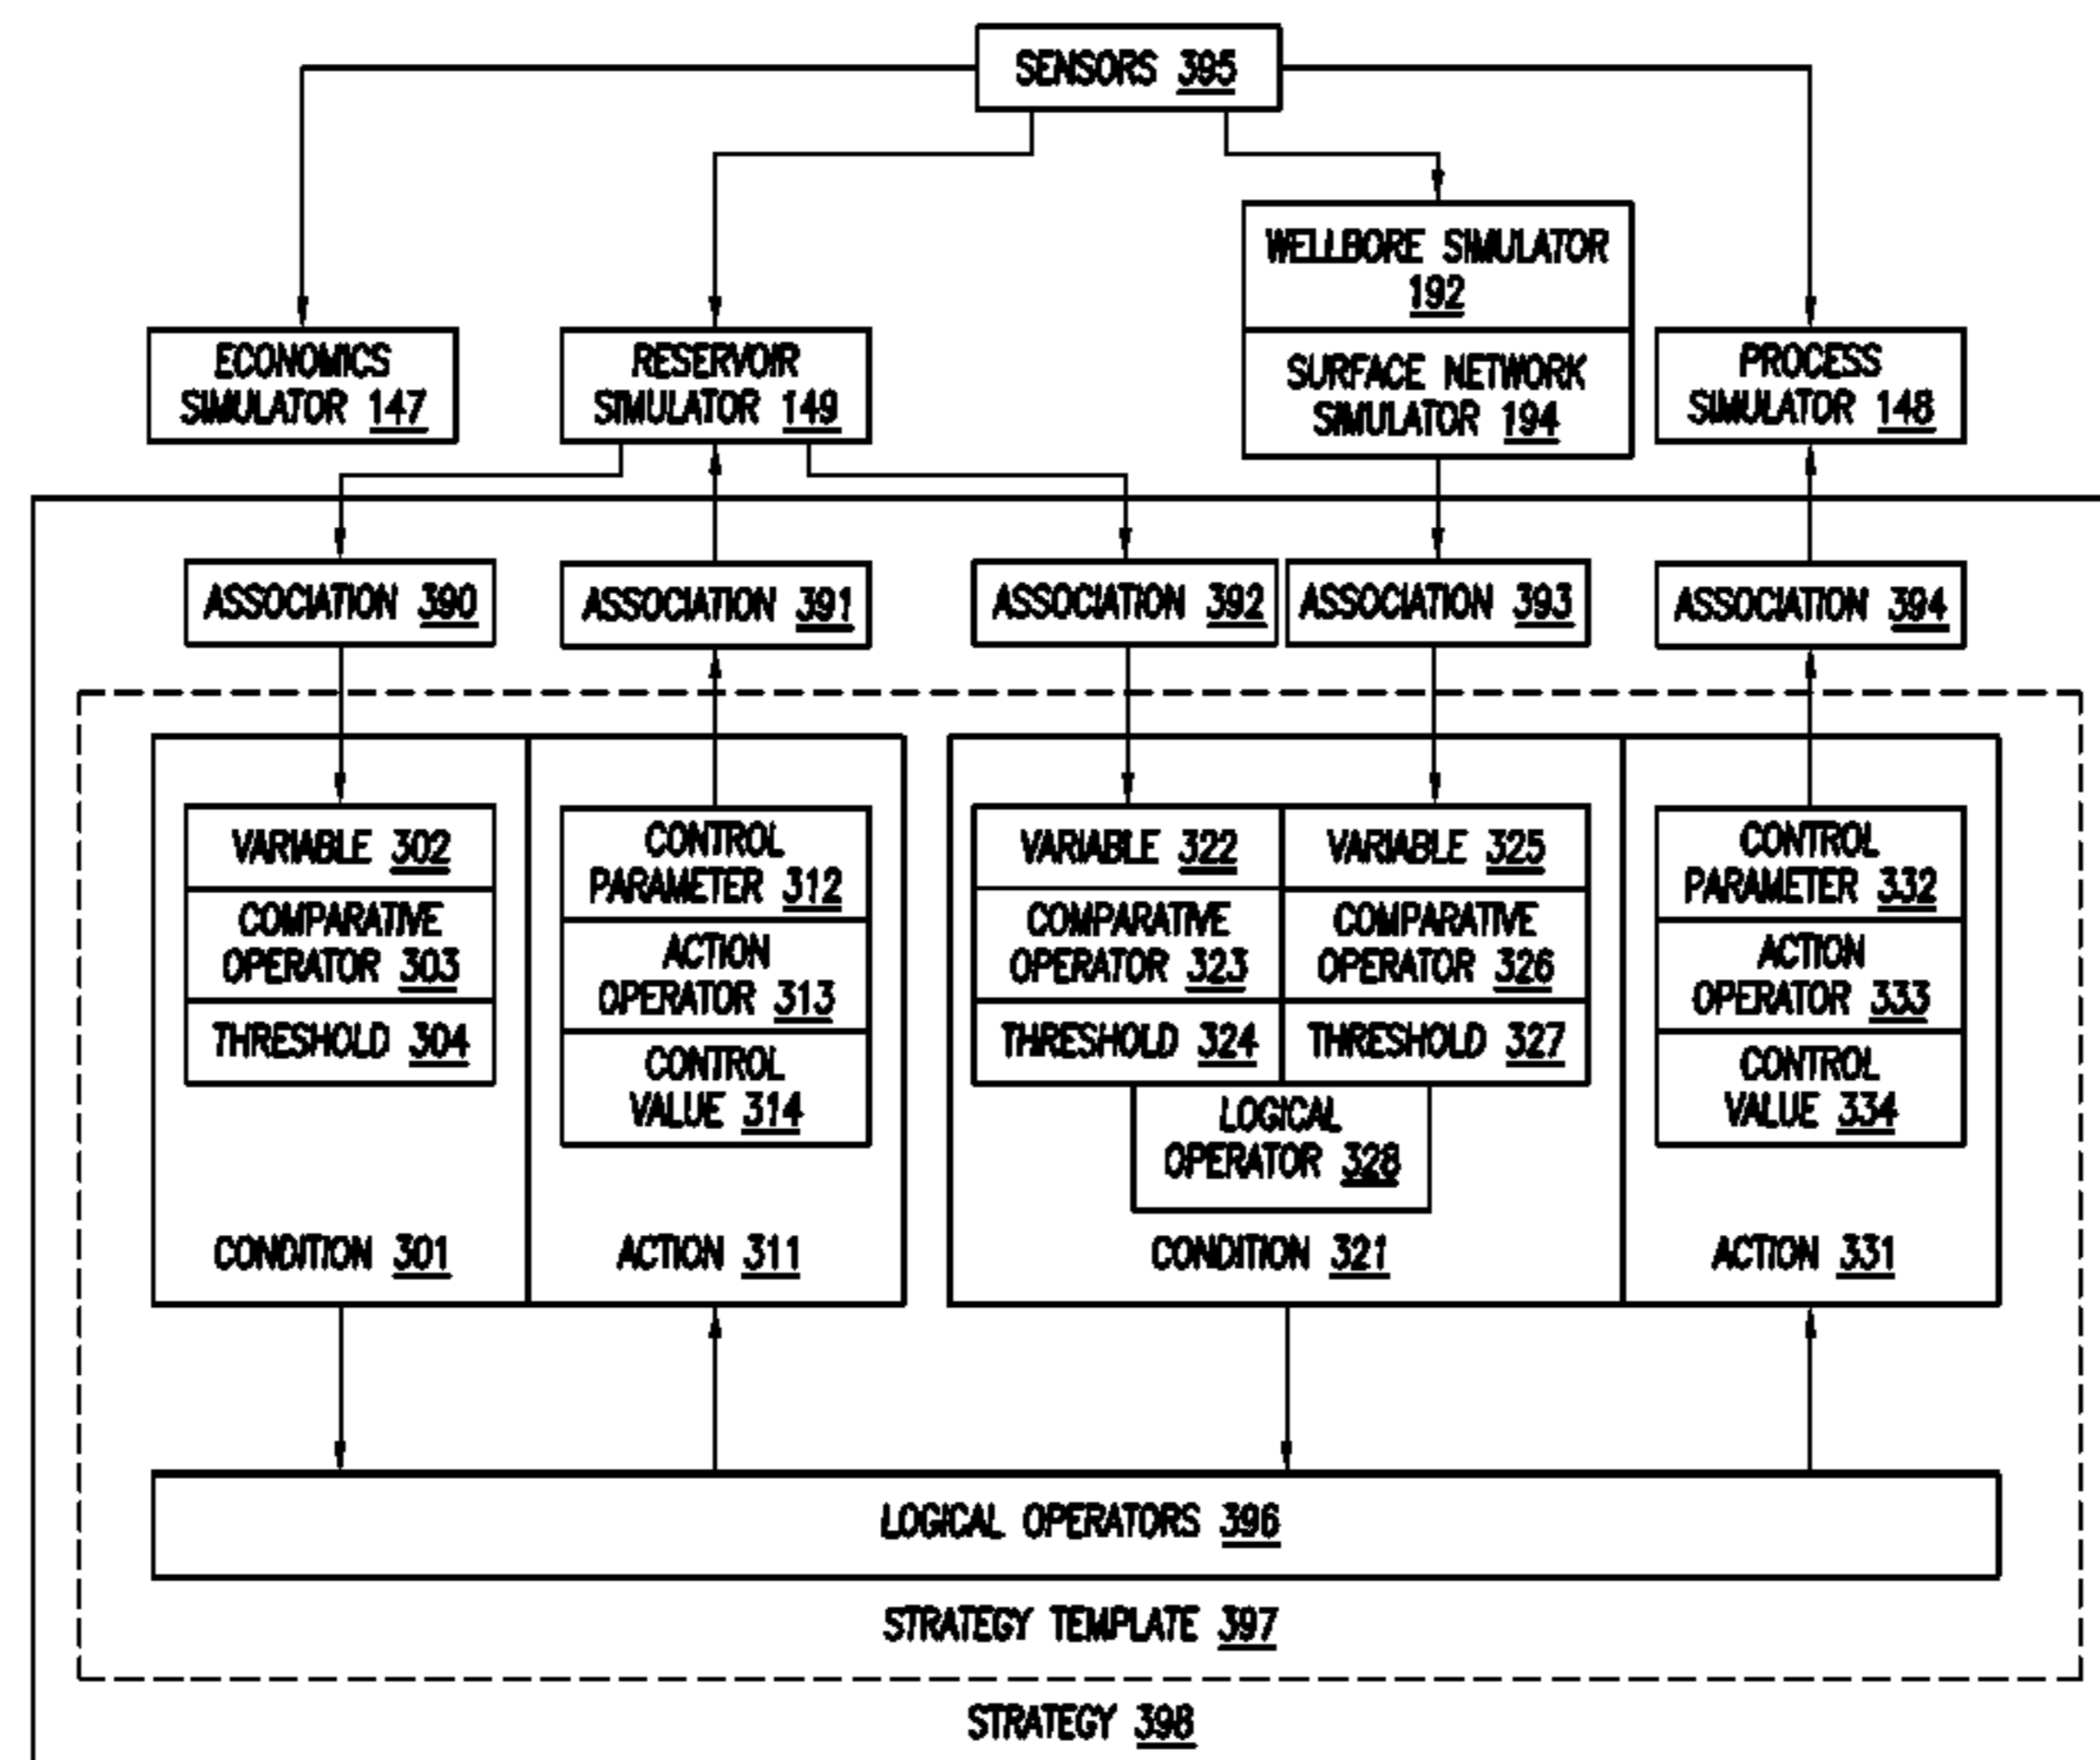 SENSORS 395
WELLBORE SIMULATOR
192
ECONOMICS
SIMULATOR 147
RESERVOIR
SIMULATOR 149
SURFACE NETWORK
SIMULATOR 194
PROCESS
SIMULATOR 148
ASSOCIATION 390
ASSOCIATION 391
ASSOCIATION 392
ASSOCIATION 393
ASSOCIATION 394
VARIABLE 302
COMPARATIVE
OPERATOR 303
THRESHOLD 304
CONTROL
PARAMETER 312
ACTION
OPERATOR 313
CONTROL
VALUE 314
VARIABLE 322
COMPARATIVE
OPERATOR 323
THRESHOLD 324
VARIABLE 325
COMPARATIVE
OPERATOR 326
THRESHOLD 327
LOGICAL
OPERATOR 328
CONTROL
PARAMETER 332
ACTION
OPERATOR 333
CONTROL
VALUE 334
CONDITION 301
ACTION 311
CONDITION 321
ACTION 331
LOGICAL OPERATORS 396
STRATEGY TEMPLATE 397
STRATEGY 398